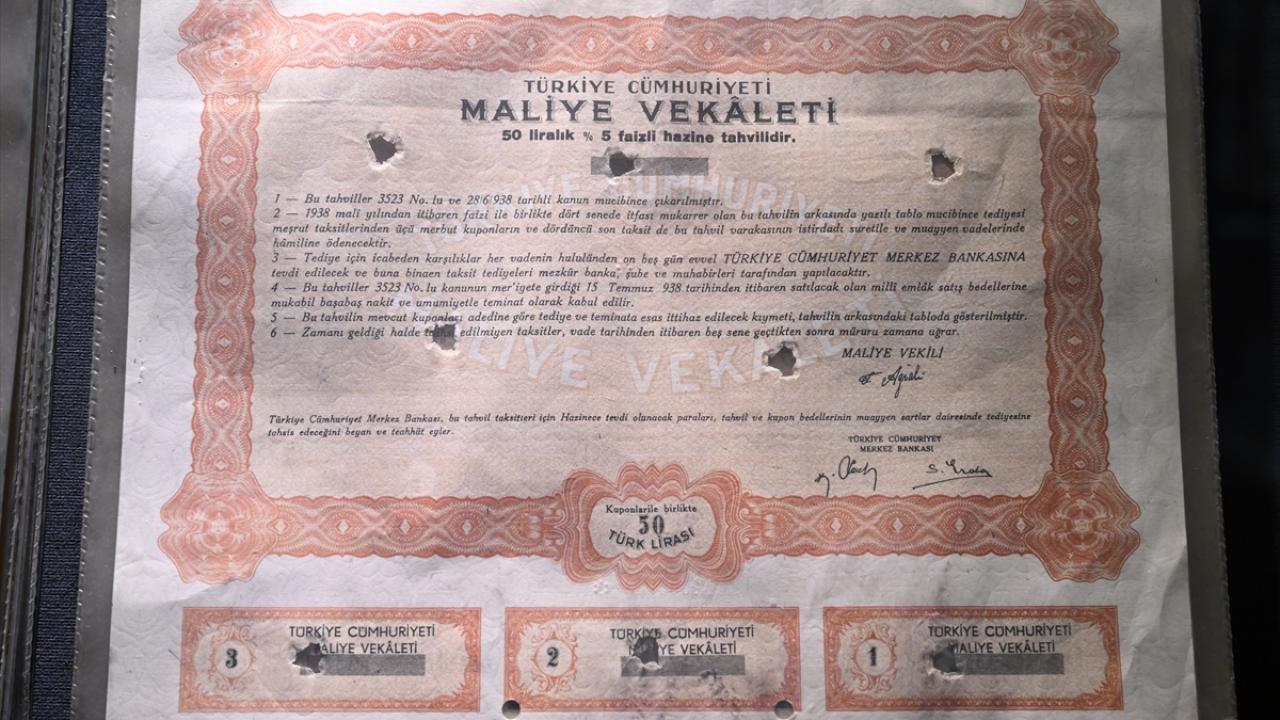 TÜRKİYE CÜMHURİYETİ
MALİYE VEKÂLETİ
50 liralık % 5 faizli hazine tahvilidir.
1 — Bu tahviller 3523 No. lu ve 28/6/938 tarihli kanun mucibince çıkarılmıştır.
2 — 1938 malî yılından itibaren faizi ile birlikte dört senede itfası mukarrer olan bu tahvilin arkasında yazılı tablo mucibince tediyesi
meşrut taksitlerinden üçü merbut kuponların ve dördüncü son taksit de bu tahvil varakasının istirdadı suretile ve muayyen vadelerinde
hâmiline ödenecektir.
3 — Tediye için icabeden karşılıklar her vadenin hulûlünden on beş gün evvel TÜRKİYE CÜMHURİYET MERKEZ BANKASINA
tevdi edilecek ve buna binaen taksit tediyeleri mezkûr banka, şube ve muhabirleri tarafından yapılacaktır.
4 — Bu tahviller 3523 No. lu kanunun mer'iyete girdiği 15 Temmuz 938 tarihinden itibaren satılacak olan millî emlâk satış bedellerine
mukabil başabaş nakit ve umumiyetle teminat olarak kabul edilir.
5 — Bu tahvilin mevcut kuponları adedine göre tediye ve teminata esas ittihaz edilecek kıymeti, tahvilin arkasındaki tabloda gösterilmiştir.
6 — Zamanı geldiği halde edilmiyen taksitler, vade tarihinden itibaren beş sene geçtikten sonra müruru zamana uğrar.
MALİYE VEKİLİ
MALİYE VEKALETİ
Türkiye Cümhuriyet Merkez Bankası, bu tahvil taksitleri için Hazinece tevdi olunacak paraları, tahvil ve kupon bedellerinin muayyen şartlar dairesinde tediyesine
tahsis edeceğini beyan ve teahhüt eyler.
TÜRKİYE CÜMHURİYET
MERKEZ BANKASI
Kuponlarile birlikte
50
TÜRK LİRASI
3 TÜRKİYE CÜMHURİYETİ
VEKÂLETİ
2 TÜRKİYE CÜMHURİYETİ
VEKÂLETİ
1 TÜRKİYE CÜMHURİYETİ
MALİYE VEKÂLETİ